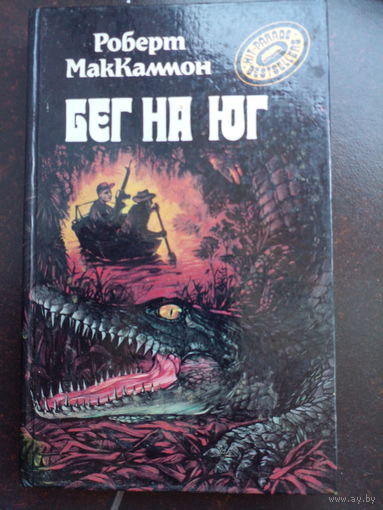 Роберт
МакКаммон
HIT-PARADE
BESTSELLERS
БЕГ НА ЮГ
www.ay.by